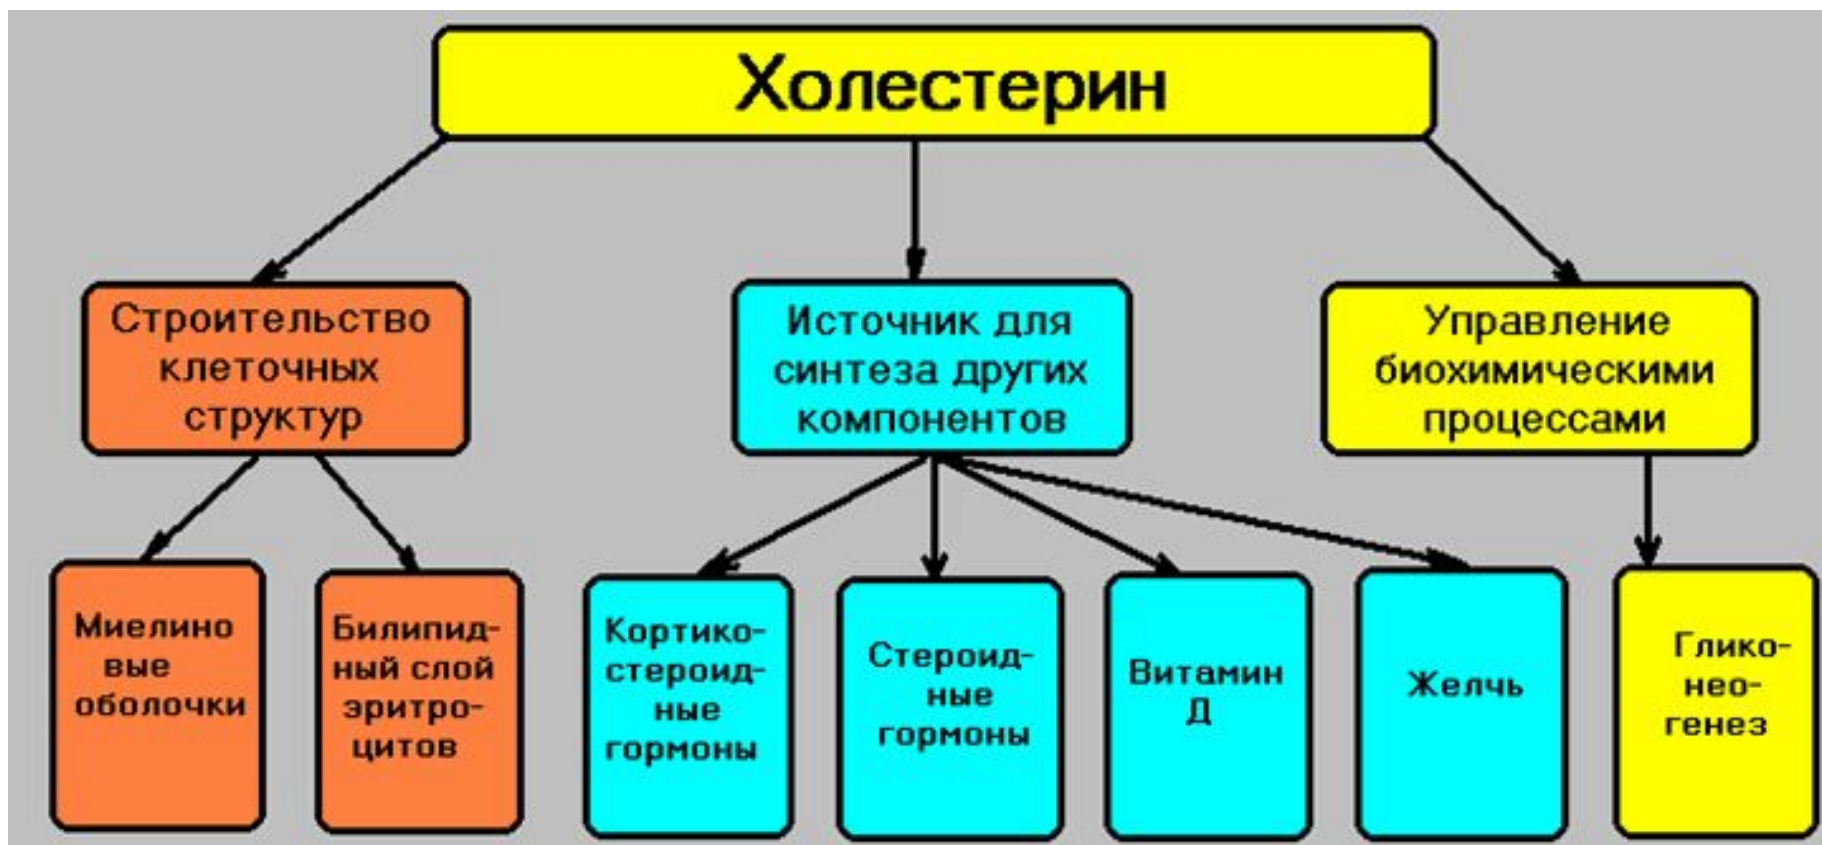 Холестерин
Строительство
клеточных
структур
Источник для
синтеза других
компонентов
Управление
биохимическими
процессами
Миелино
вые
оболочки
Билипид-
ный слой
эритро-
цитов
Кортико-
стероид-
ные
гормоны
Стероид-
ные
гормоны
Витамин
Д
Желчь
Глико-
нео-
генез